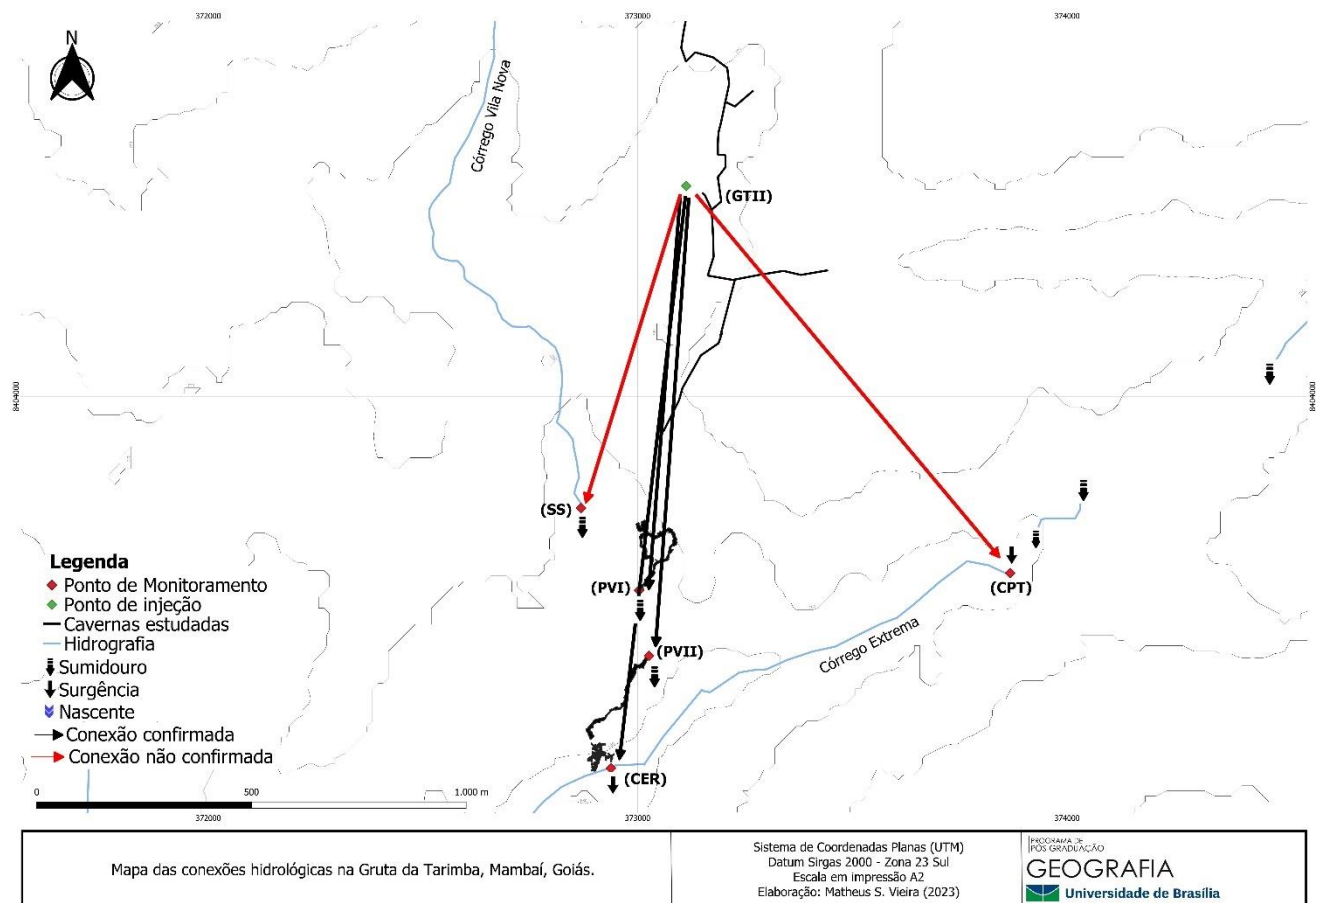 372000
373000
374000
N
Córrego Vila Nova
(GTII)
8404000
8404000
(SS)
(PVI)
(CPT)
Córrego Extrema
(PVII)
(CER)
Legenda
Ponto de Monitoramento
Ponto de injeção
Cavernas estudadas
Hidrografia
Sumidouro
Surgência
Nascente
Conexão confirmada
Conexão não confirmada
0
500
1.000 m
372000
373000
374000
Mapa das conexões hidrológicas na Gruta da Tarimba, Mambaí, Goiás.
Sistema de Coordenadas Planas (UTM)
Datum Sirgas 2000 - Zona 23 Sul
Escala em impressão A2
Elaboração: Matheus S. Vieira (2023)
PROGRAMA DE
PÓS GRADUAÇÃO
GEOGRAFIA
Universidade de Brasília